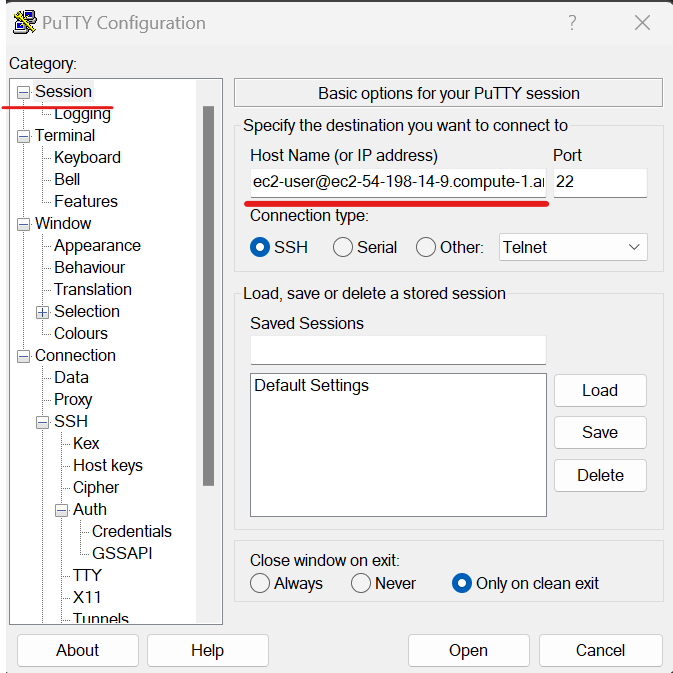 PuTTY Configuration
?
Category:
Session
Logging
Terminal
Keyboard
Bell
Features
Window
Appearance
Behaviour
Translation
Selection
Colours
Connection
Data
Proxy
SSH
Kex
Host keys
Cipher
Auth
Credentials
GSSAPI
TTY
X11
Tunnels
Basic options for your PuTTY session
Specify the destination you want to connect to
Host Name (or IP address) Port
ec2-user@ec2-54-198-14-9.compute-1.a 22
Connection type:
SSH Serial Other: Telnet
Load, save or delete a stored session
Saved Sessions
Default Settings
Load
Save
Delete
Close window on exit:
Always Never Only on clean exit
About Help Open Cancel